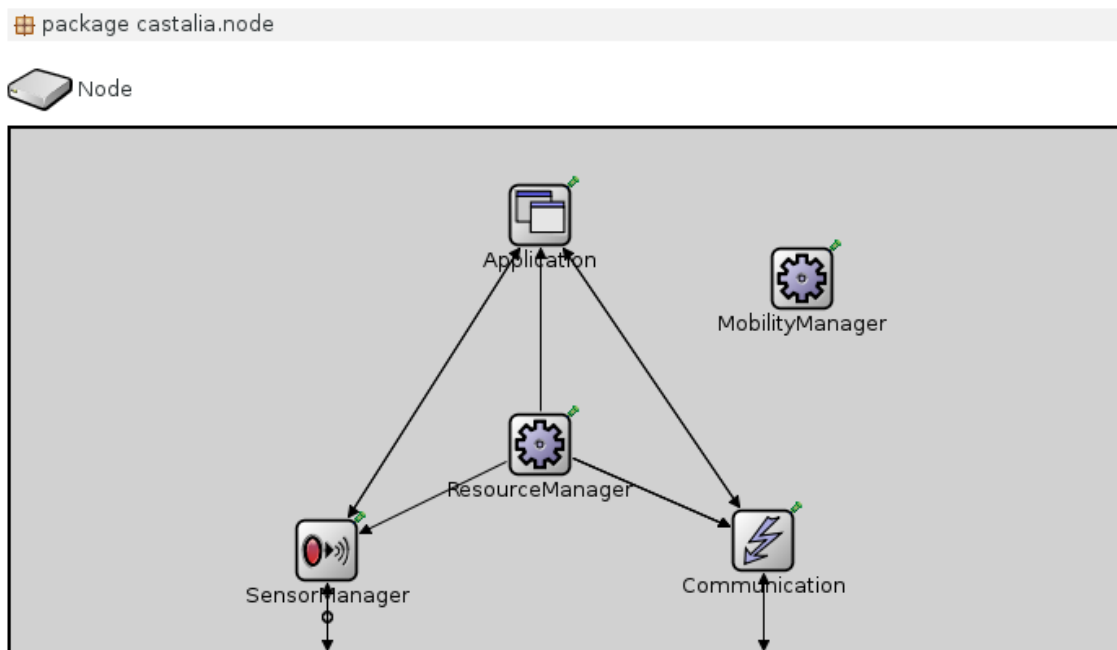 package castalia.node
Node
Application
MobilityManager
ResourceManager
Communication
SensorManager